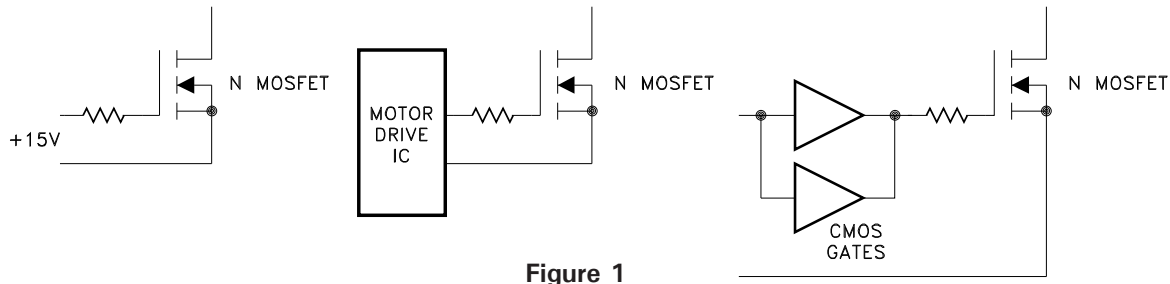 N MOSFET
+15V
MOTOR
DRIVE
IC
N MOSFET
N MOSFET
CMOS
GATES
Figure 1